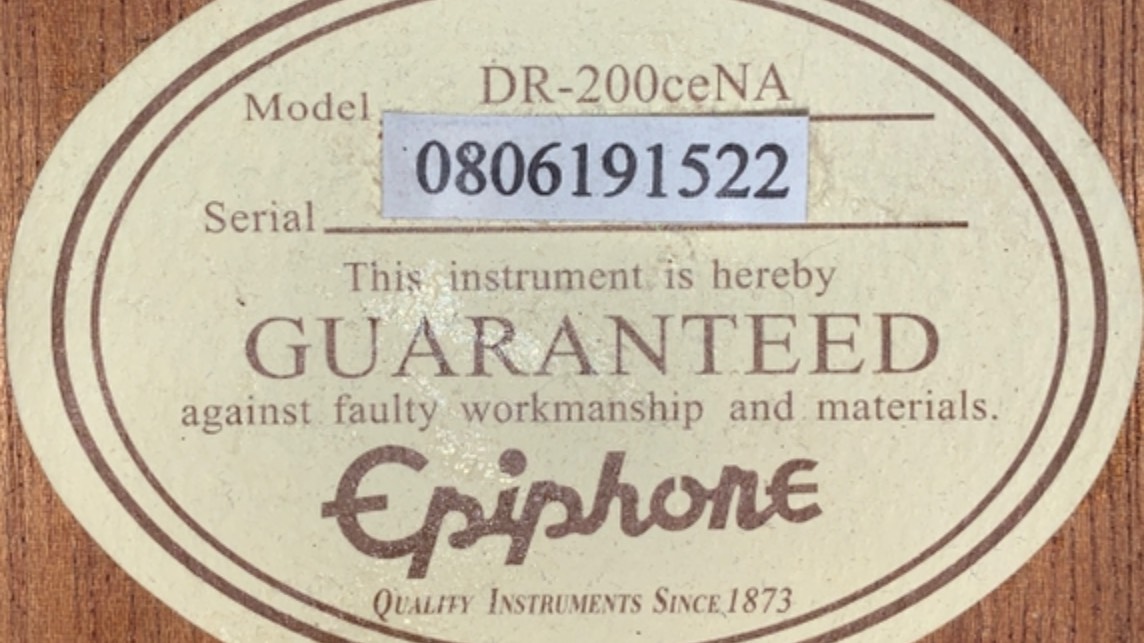 Model DR-200ceNA
0806191522
Serial
This instrument is hereby
GUARANTEED
against faulty workmanship and materials.
Epiphone
QUALITY INSTRUMENTS SINCE 1873